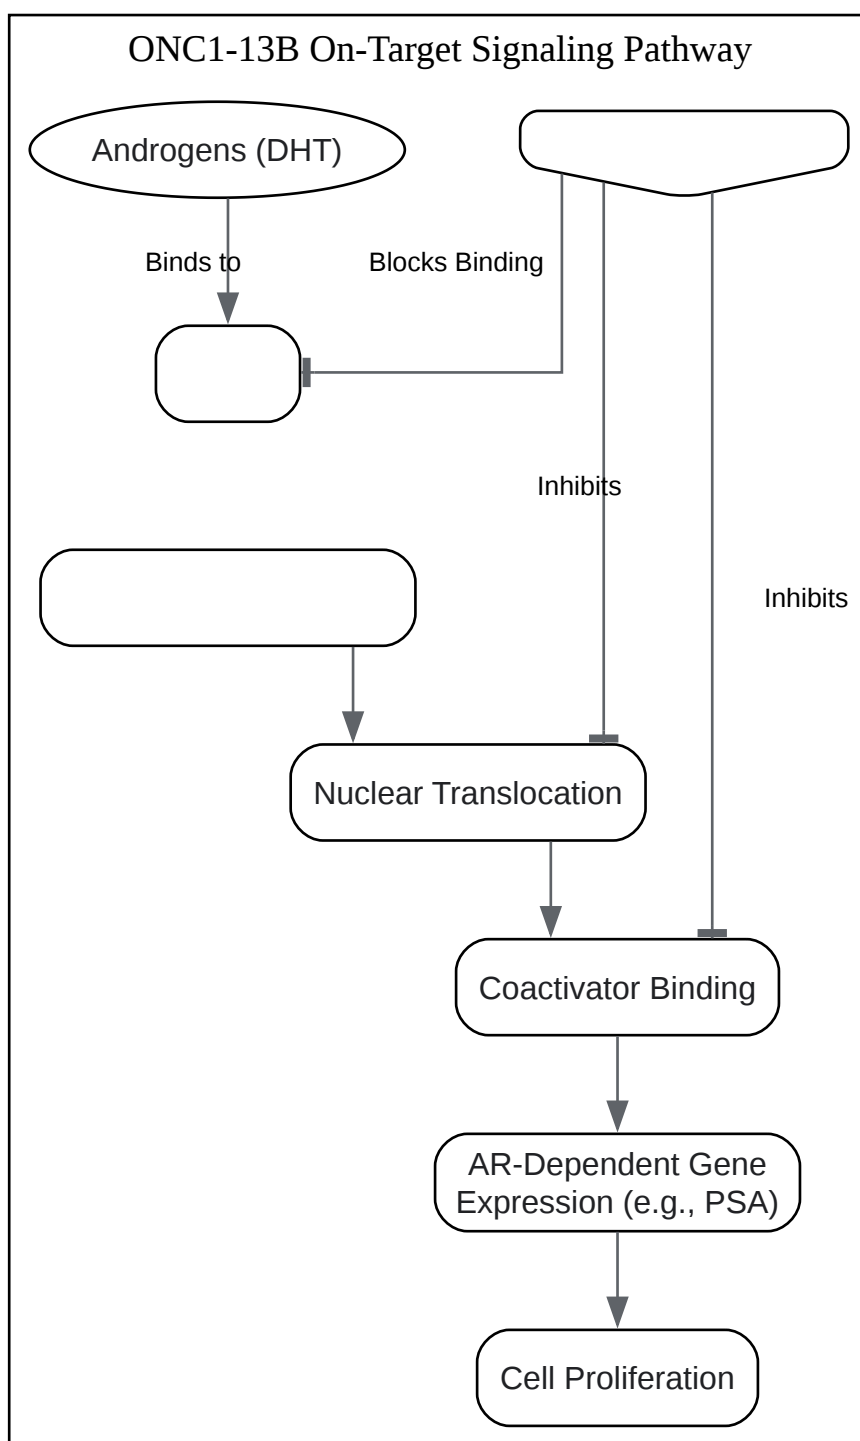 ONC1-13B On-Target Signaling Pathway
Androgens (DHT)
Binds to
Blocks Binding
Inhibits
Inhibits
Nuclear Translocation
Coactivator Binding
AR-Dependent Gene
Expression (e.g., PSA)
Cell Proliferation